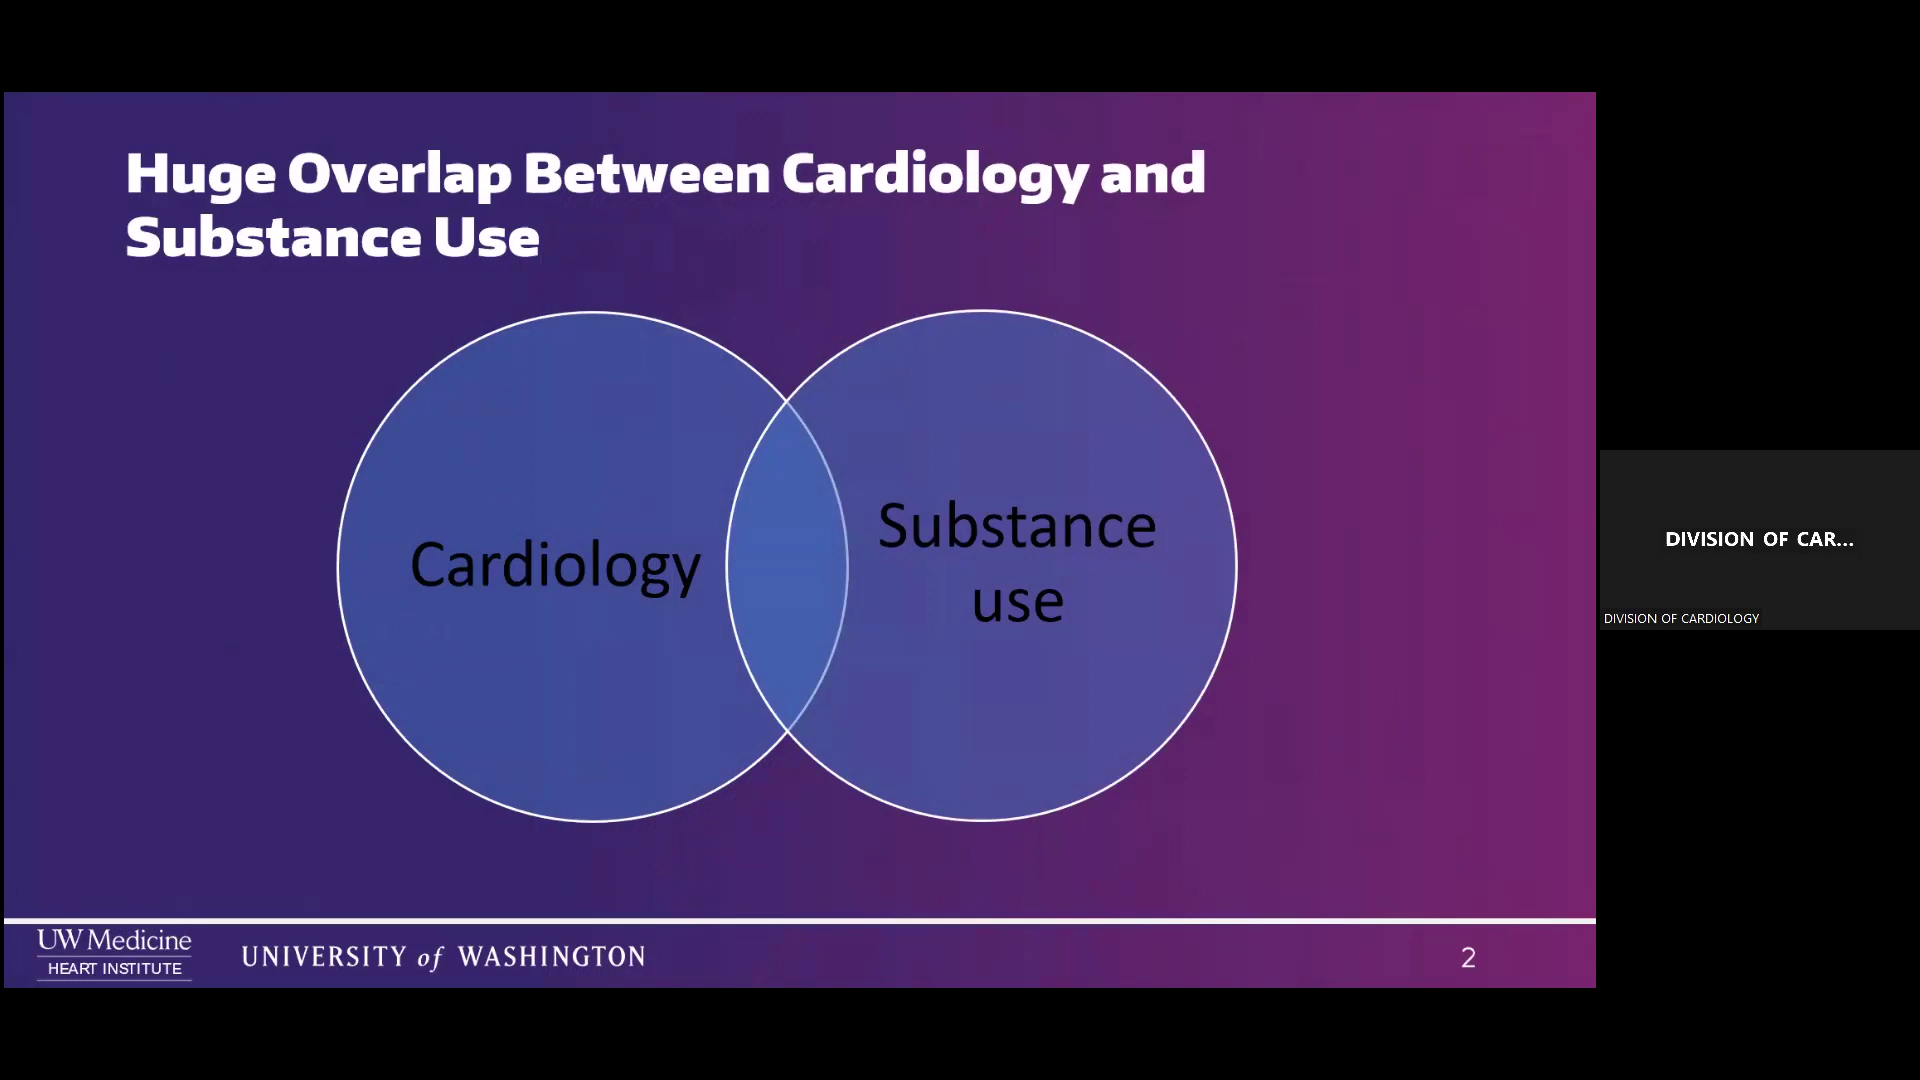 Huge Overlap Between Cardiology and
Substance Use
Cardiology
Substance
use
DIVISION OF CAR...
DIVISION OF CARDIOLOGY
UW Medicine
HEART INSTITUTE
UNIVERSITY of WASHINGTON
2